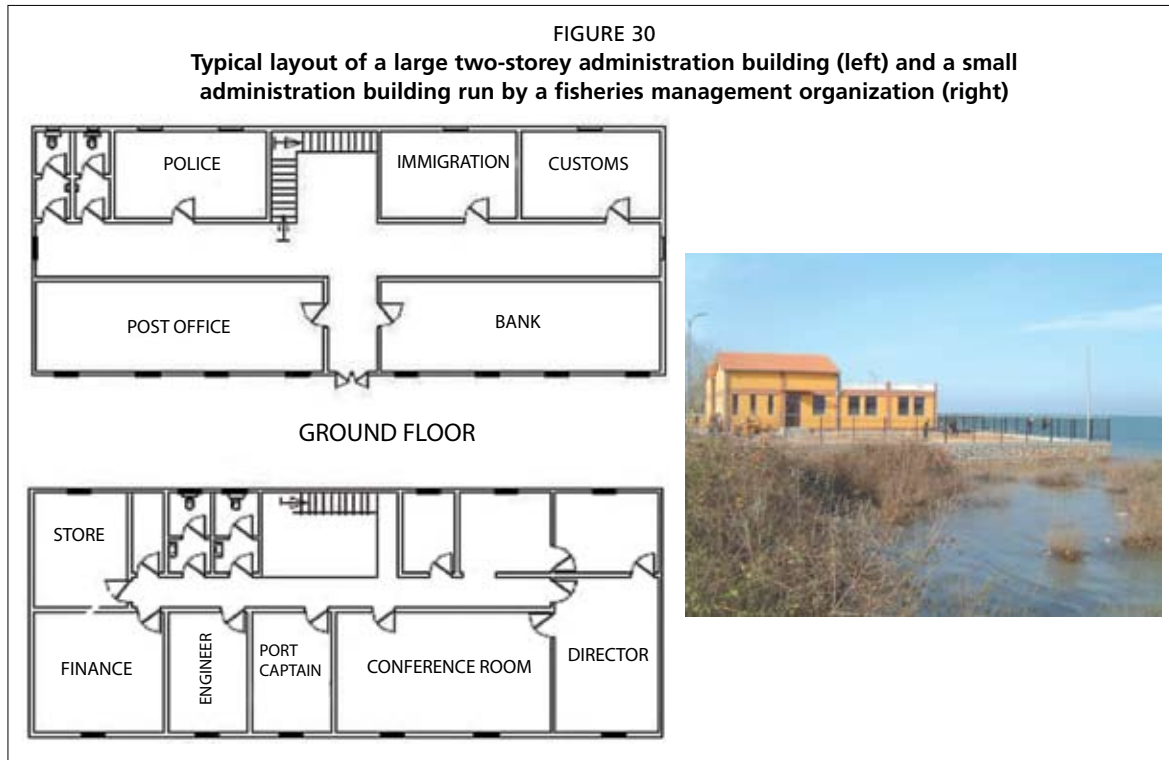 FIGURE 30
Typical layout of a large two-storey administration building (left) and a small
administration building run by a fisheries management organization (right)
POLICE
IMMIGRATION
CUSTOMS
POST OFFICE
BANK
GROUND FLOOR
STORE
FINANCE
ENGINEER
PORT
CAPTAIN
CONFERENCE ROOM
DIRECTOR